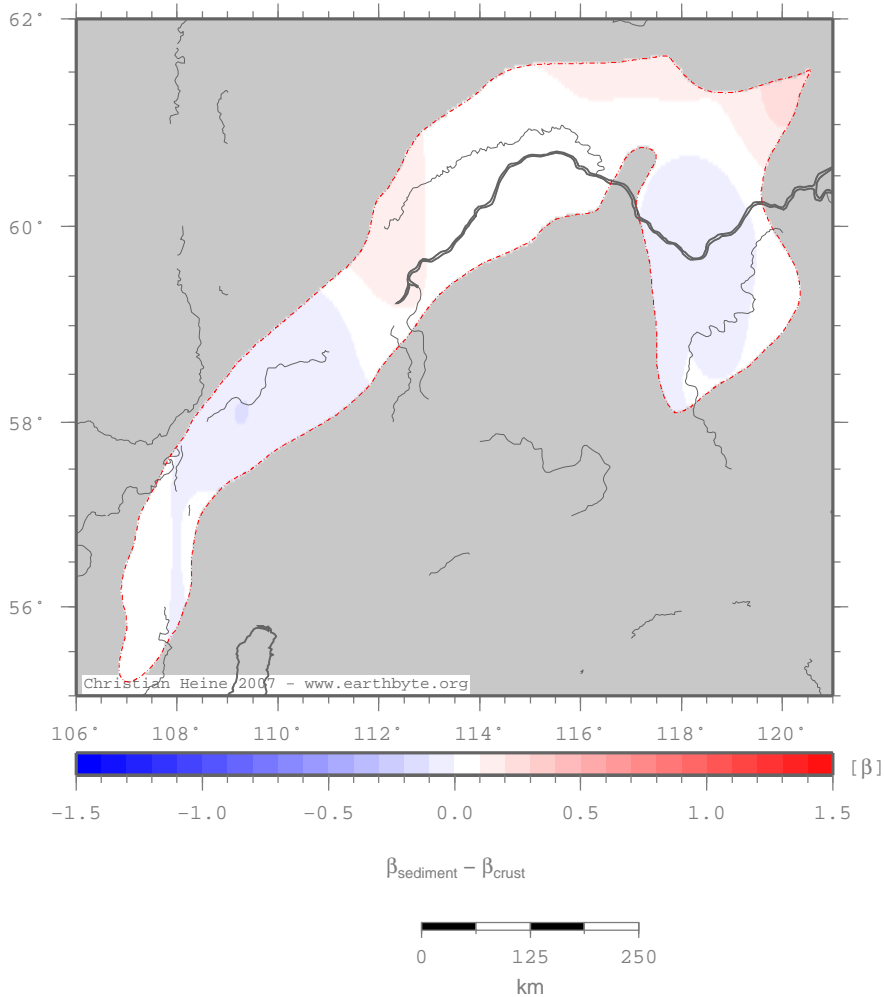 62°
60°
58°
56°
Christian Heine 2007 - www.earthbyte.org
106° 108° 110° 112° 114° 116° 118° 120°
[β]
−1.5 −1.0 −0.5 0.0 0.5 1.0 1.5
βsediment − βcrust
0 125 250
km